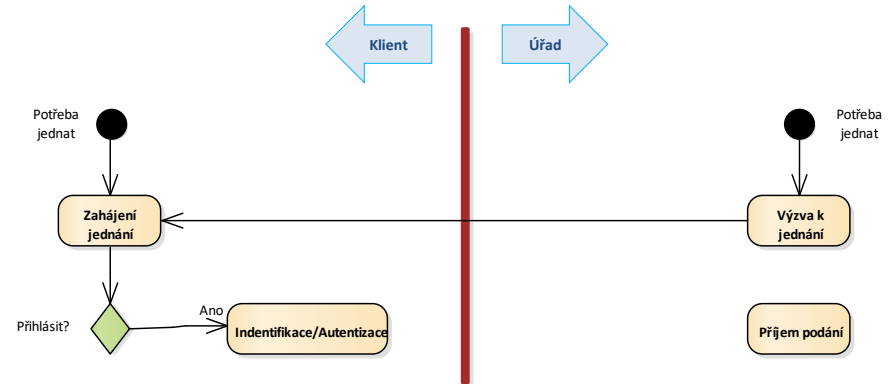 Klient
Úřad
Potřeba
jednat
Potřeba
jednat
Zahájení
jednání
Výzva k
jednání
Přihlásit?
Ano
Indentifikace/Autentizace
Příjem podání